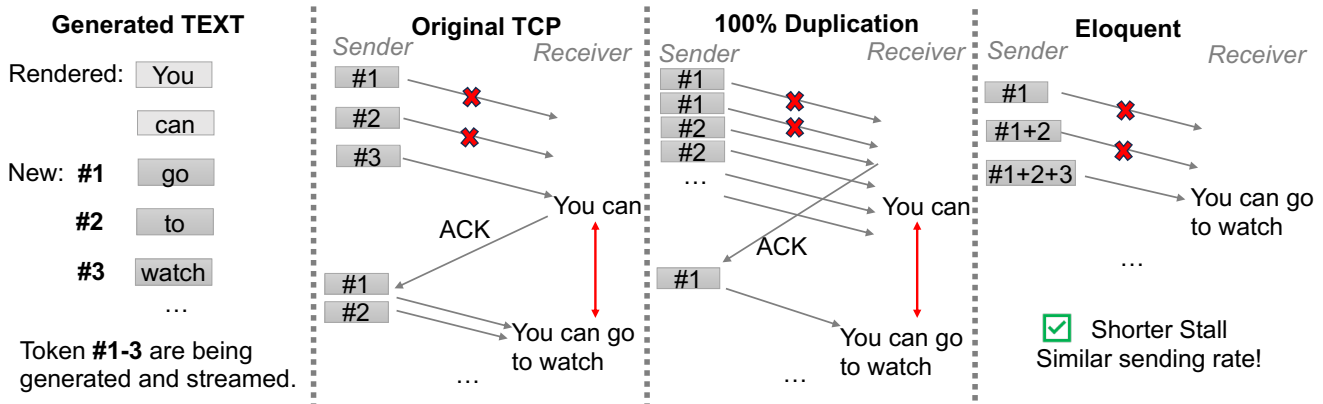 Generated TEXT
Rendered: You
can
New: #1 go
#2 to
#3 watch
…
Token #1-3 are being
generated and streamed.
Original TCP
Sender
Receiver
#1
#2
#3
You can
ACK
#1
#2
You can go
to watch
…
100% Duplication
Sender
Receiver
#1
#1
#2
#2
…
You can
ACK
#1
You can go
to watch
…
Eloquent
Sender
Receiver
#1
#1+2
#1+2+3
You can go
to watch
…
Shorter Stall
Similar sending rate!